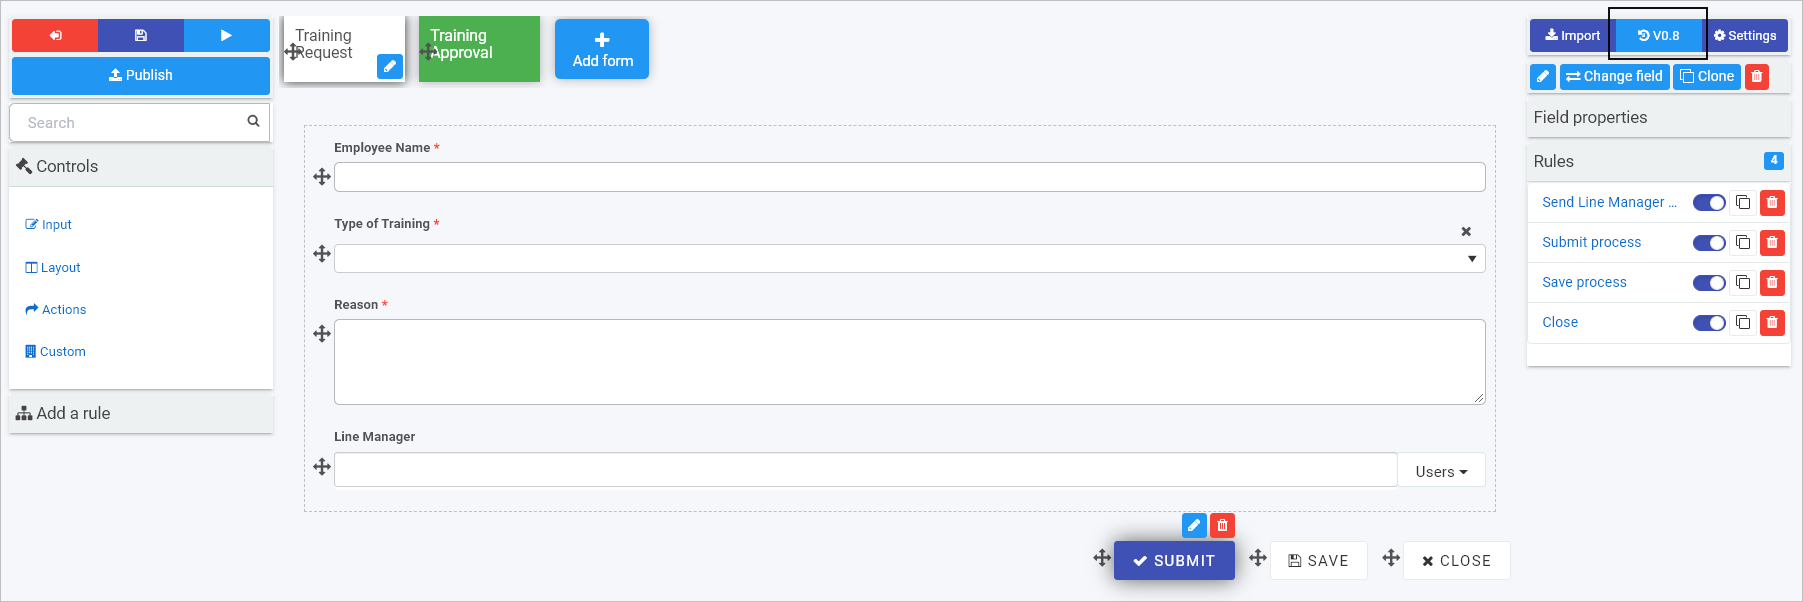 Publish
Search
Controls
Input
Layout
Actions
Custom
Add a rule
Training
Request
Training
Approval
Add form
Employee Name *
Type of Training *
Reason *
Line Manager
Users
SUBMIT
SAVE
CLOSE
Import
V0.8
Settings
Change field
Clone
Field properties
Rules 4
Send Line Manager ...
Submit process
Save process
Close